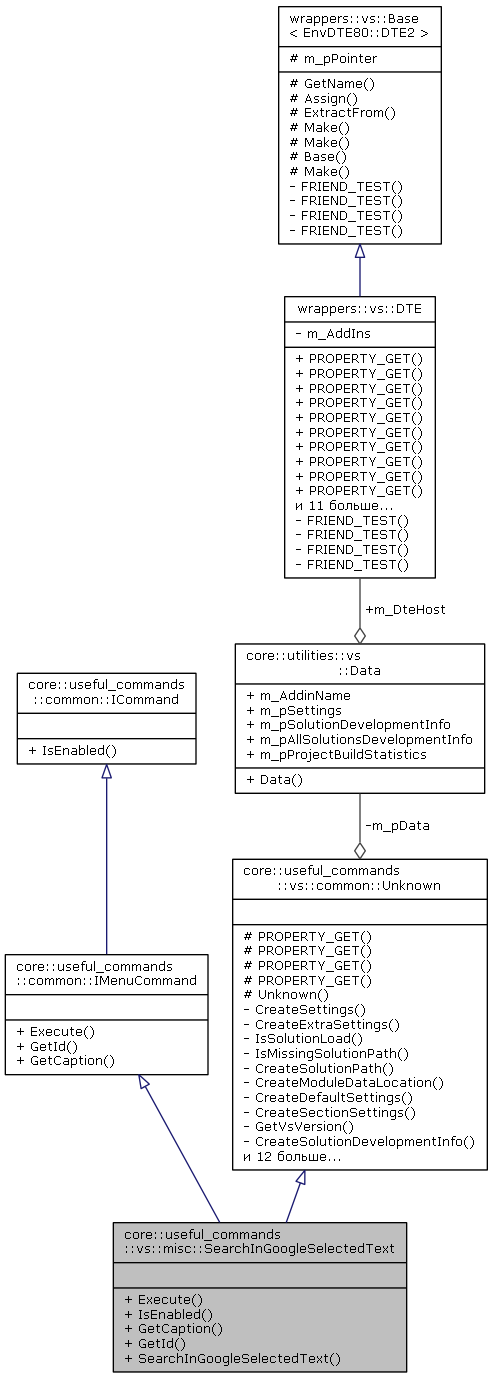 wrappers::vs::Base
< EnvDTE80::DTE2 >
# m_pPointer
# GetName()
# Assign()
# ExtractFrom()
# Make()
# Make()
# Base()
# Make()
- FRIEND_TEST()
- FRIEND_TEST()
- FRIEND_TEST()
- FRIEND_TEST()
wrappers::vs::DTE
- m_AddIns
+ PROPERTY_GET()
+ PROPERTY_GET()
+ PROPERTY_GET()
+ PROPERTY_GET()
+ PROPERTY_GET()
+ PROPERTY_GET()
+ PROPERTY_GET()
+ PROPERTY_GET()
+ PROPERTY_GET()
+ PROPERTY_GET()
и 11 больше...
- FRIEND_TEST()
- FRIEND_TEST()
- FRIEND_TEST()
- FRIEND_TEST()
+m_DteHost
core::utilities::vs
::Data
+ m_AddinName
+ m_pSettings
+ m_pSolutionDevelopmentInfo
+ m_pAllSolutionsDevelopmentInfo
+ m_pProjectBuildStatistics
+ Data()
core::useful_commands
::common::ICommand
+ IsEnabled()
-m_pData
core::useful_commands
::vs::common::Unknown
# PROPERTY_GET()
# PROPERTY_GET()
# PROPERTY_GET()
# PROPERTY_GET()
# Unknown()
- CreateSettings()
- CreateExtraSettings()
- IsSolutionLoad()
- IsMissingSolutionPath()
- CreateSolutionPath()
- CreateModuleDataLocation()
- CreateDefaultSettings()
- CreateSectionSettings()
- GetVsVersion()
- CreateSolutionDevelopmentInfo()
и 12 больше...
core::useful_commands
::common::IMenuCommand
+ Execute()
+ GetId()
+ GetCaption()
core::useful_commands
::vs::misc::SearchInGoogleSelectedText
+ Execute()
+ IsEnabled()
+ GetCaption()
+ GetId()
+ SearchInGoogleSelectedText()